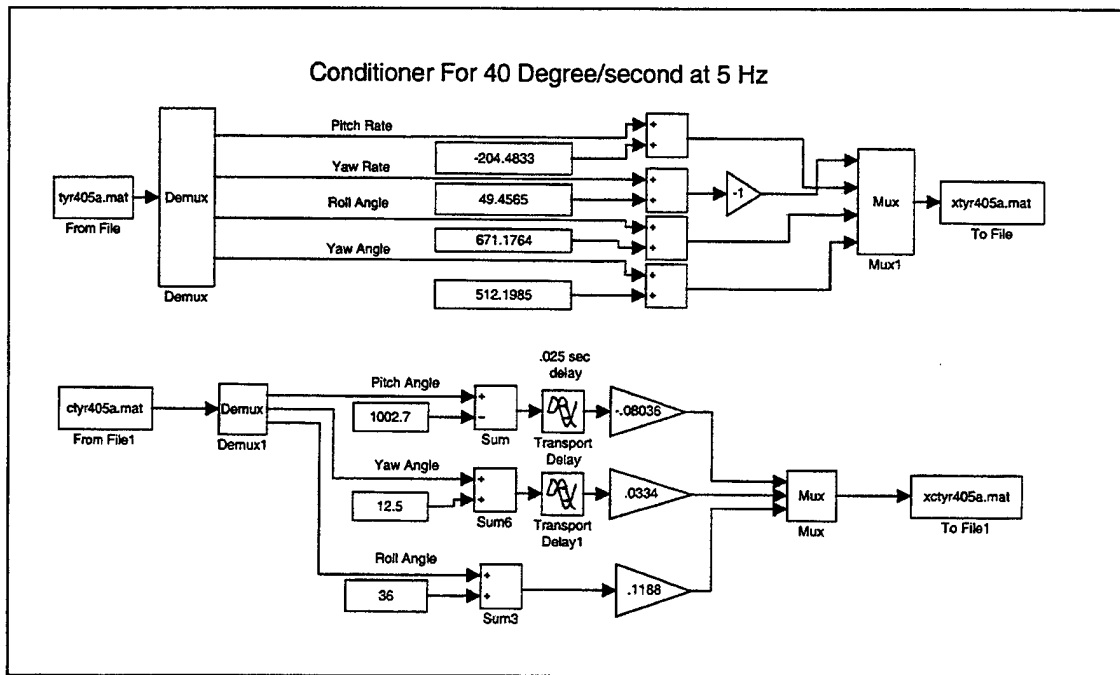 Conditioner For 40 Degree/second at 5 Hz
Pitch Rate
-204.4833
Yaw Rate
49.4565
Roll Angle
671.1764
Yaw Angle
512.1985
tyr405a.mat
From File
Demux
Demux
+
+
+
+
+
+
+
+
-1
Mux
Mux1
xtyr405a.mat
To File
.025 sec
delay
ctyr405a.mat
From File1
Demux
Demux1
Pitch Angle
1002.7
+
−
Sum
Transport
Delay
-.08036
Yaw Angle
12.5
+
+
Sum6
Transport
Delay1
.0334
Roll Angle
36
+
+
Sum3
.1188
Mux
Mux
xctyr405a.mat
To File1